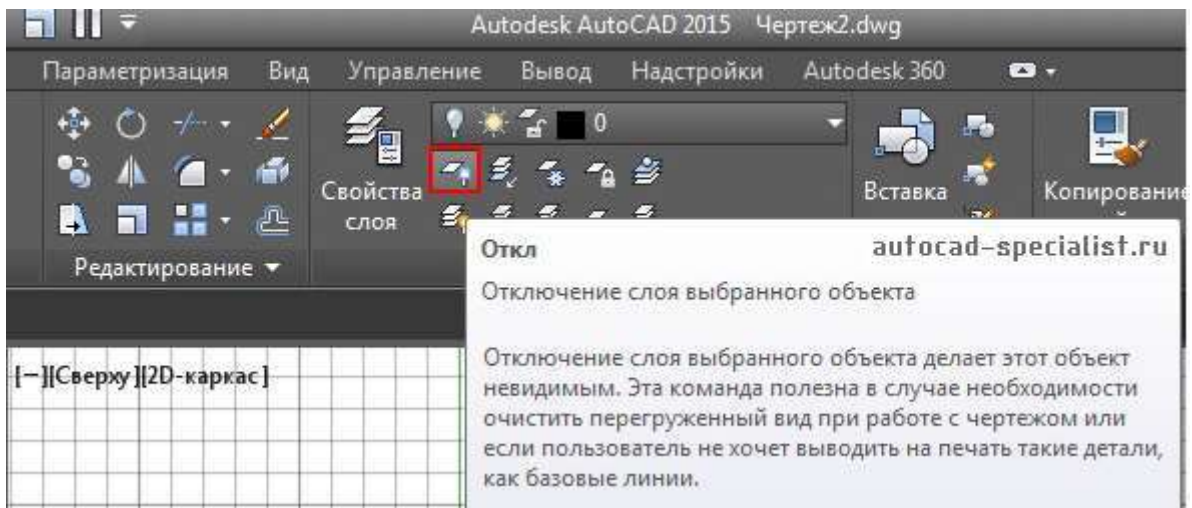 Autodesk AutoCAD 2015 Чертеж2.dwg
Параметризация Вид Управление Вывод Надстройки Autodesk 360
0
Свойства слоя
Вставка
Копирование
Редактирование
Откл
autocad-specialist.ru
Отключение слоя выбранного объекта
Отключение слоя выбранного объекта делает этот объект
невидимым. Эта команда полезна в случае необходимости
очистить перегруженный вид при работе с чертежом или
если пользователь не хочет выводить на печать такие детали,
как базовые линии.
[−][Сверху][2D-каркас]